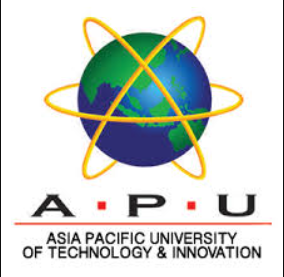 A · P · U
ASIA PACIFIC UNIVERSITY
OF TECHNOLOGY & INNOVATION